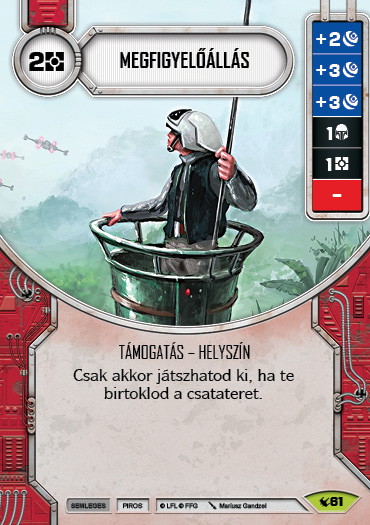 2
MEGFIGYELŐÁLLÁS
+2
+3
+3
1
1
-
TÁMOGATÁS – HELYSZÍN
Csak akkor játszhatod ki, ha te
birtoklod a csatateret.
SEMLEGES PIROS © LFL © FFG Mariusz Gandzel 81